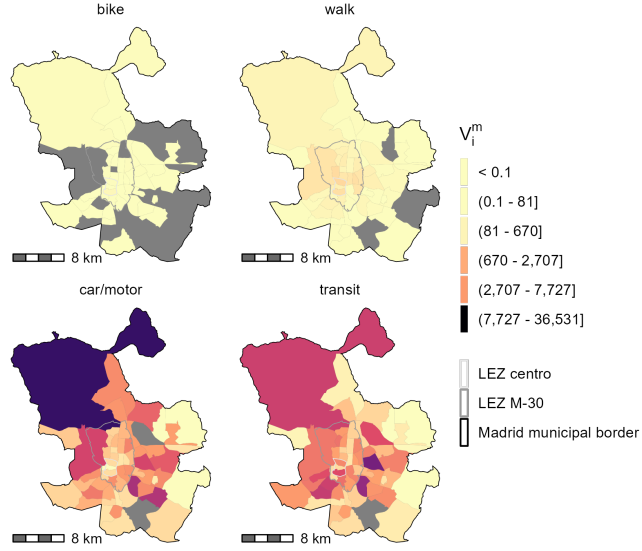 bike
walk
8 km
8 km
V_i^m
< 0.1
(0.1 - 81]
(81 - 670]
(670 - 2,707]
(2,707 - 7,727]
(7,727 - 36,531]
car/motor
transit
LEZ centro
LEZ M-30
Madrid municipal border
8 km
8 km